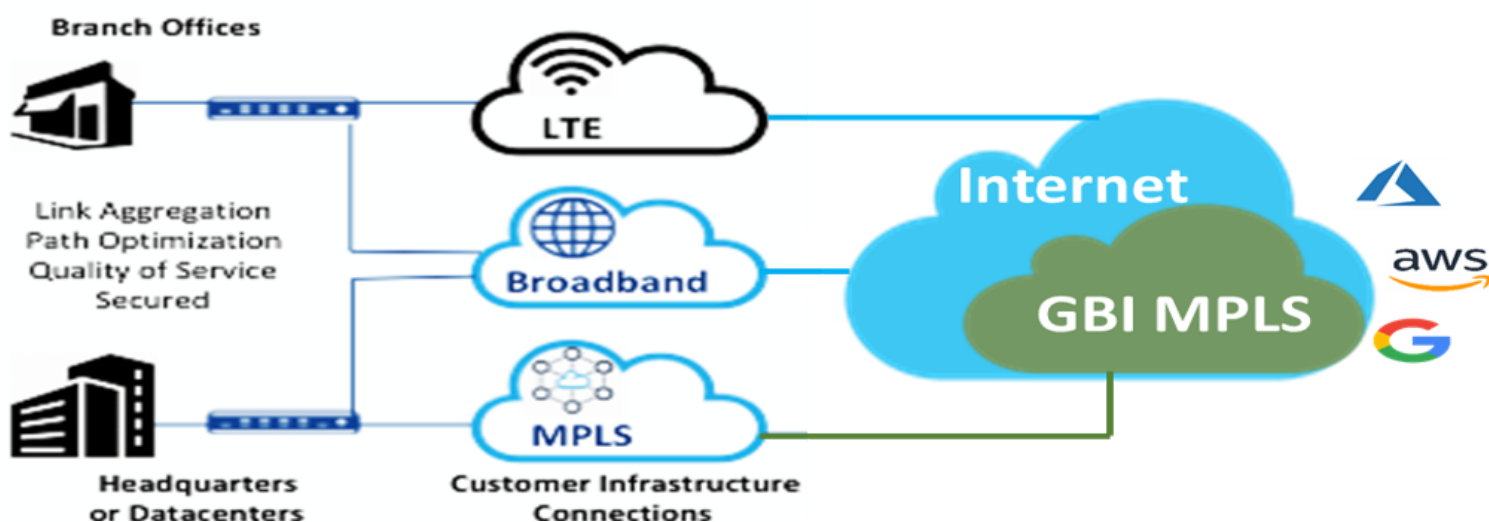 Branch Offices
LTE
Link Aggregation
Path Optimization
Quality of Service
Secured
Broadband
MPLS
Headquarters
or Datacenters
Customer Infrastructure
Connections
Internet
GBI MPLS
aws